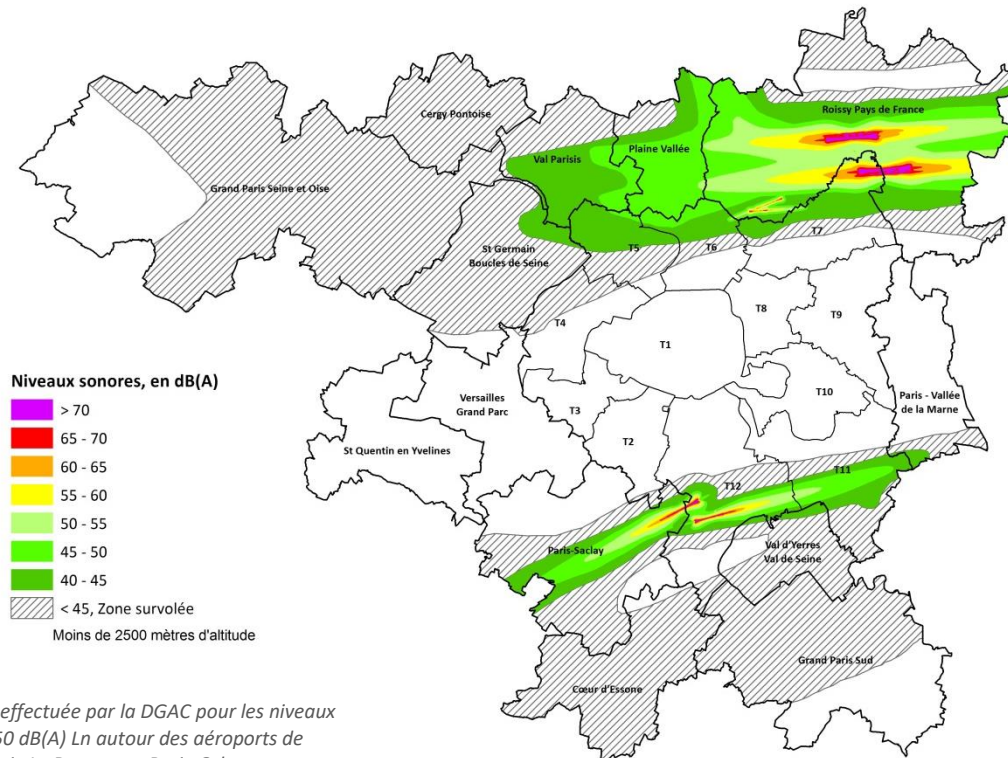 Cergy Pontoise
Roissy Pays de France
Val Parisis
Plaine Vallée
Grand Paris Seine et Oise
St Germain
Boucles de Seine
T5
T6
T7
T4
T8
T9
T1
Niveaux sonores, en dB(A)
> 70
65 - 70
60 - 65
55 - 60
50 - 55
45 - 50
40 - 45
< 45, Zone survolée
Moins de 2500 mètres d'altitude
Versailles
Grand Parc
T3
T10
Paris - Vallée
de la Marne
St Quentin en Yvelines
T2
T11
T12
Paris-Saclay
Val d'Yerres
Val de Seine
Grand Paris Sud
Cœur d'Essone
effectuée par la DGAC pour les niveaux
50 dB(A) Ln autour des aéroports de